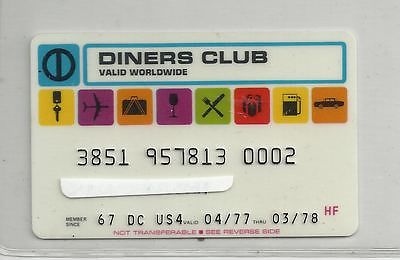 DINERS CLUB
VALID WORLDWIDE
3851 957813 0002
MEMBER SINCE 67 DC US4 VALID 04/77 THRU 03/78 HF
NOT TRANSFERABLE ■ SEE REVERSE SIDE